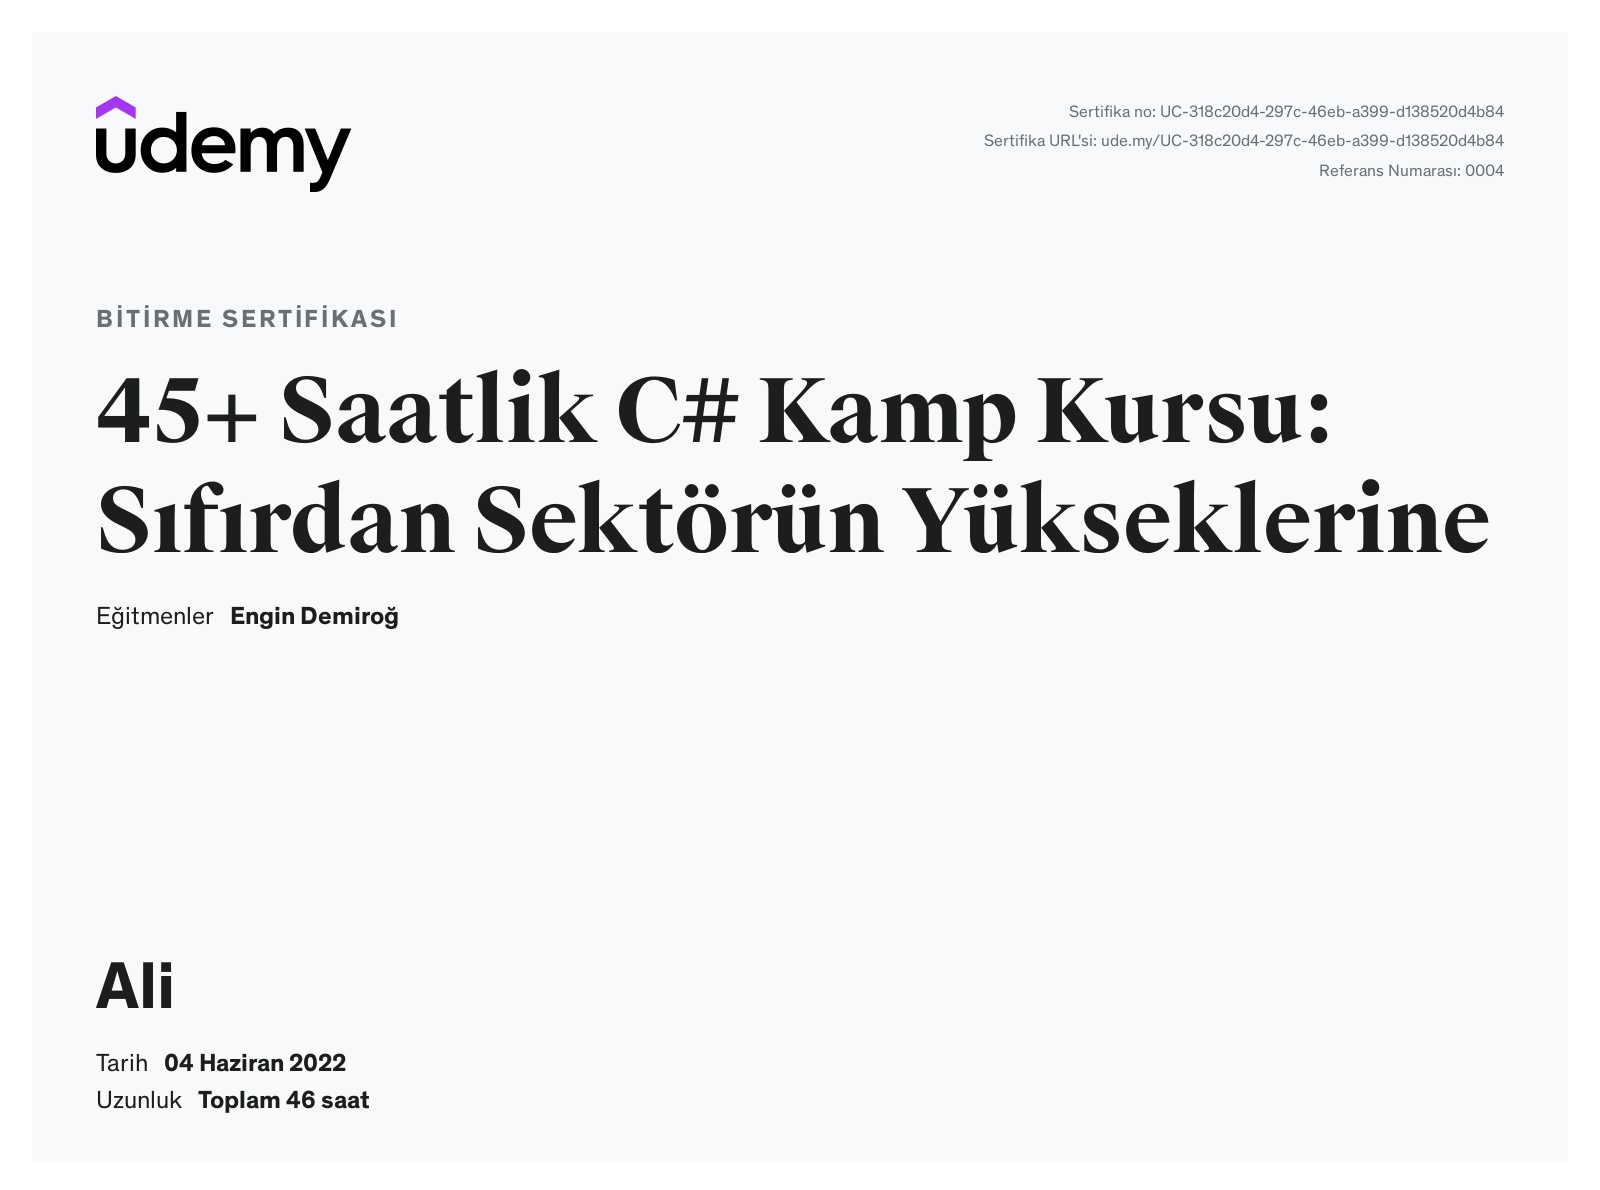 udemy
Sertifika no: UC-318c20d4-297c-46eb-a399-d138520d4b84
Sertifika URL'si: ude.my/UC-318c20d4-297c-46eb-a399-d138520d4b84
Referans Numarası: 0004
BİTİRME SERTİFİKASI
45+ Saatlik C# Kamp Kursu:
Sıfırdan Sektörün Yükseklerine
Eğitmenler Engin Demiroğ
Ali
Tarih 04 Haziran 2022
Uzunluk Toplam 46 saat